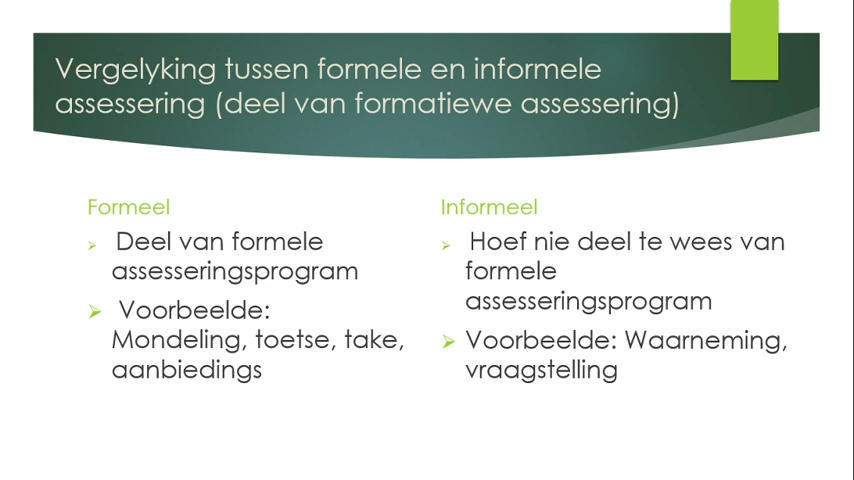 Vergelyking tussen formele en informele
assessering (deel van formatiewe assessering)
Formeel
Deel van formele
assesseringsprogram
Voorbeelde:
Mondeling, toetse, take,
aanbiedings
Informeel
Hoef nie deel te wees van
formele
assesseringsprogram
Voorbeelde: Waarneming,
vraagstelling